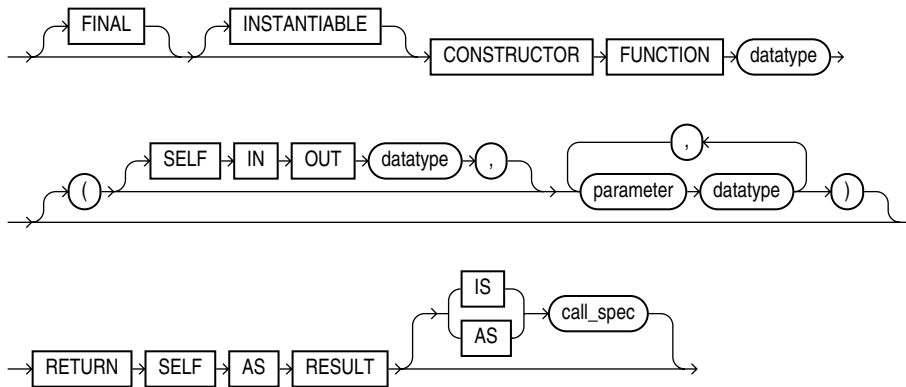 FINAL INSTANTIABLE
CONSTRUCTOR FUNCTION datatype
SELF IN OUT datatype , ,
( parameter datatype )
IS
call_spec
AS
RETURN SELF AS RESULT